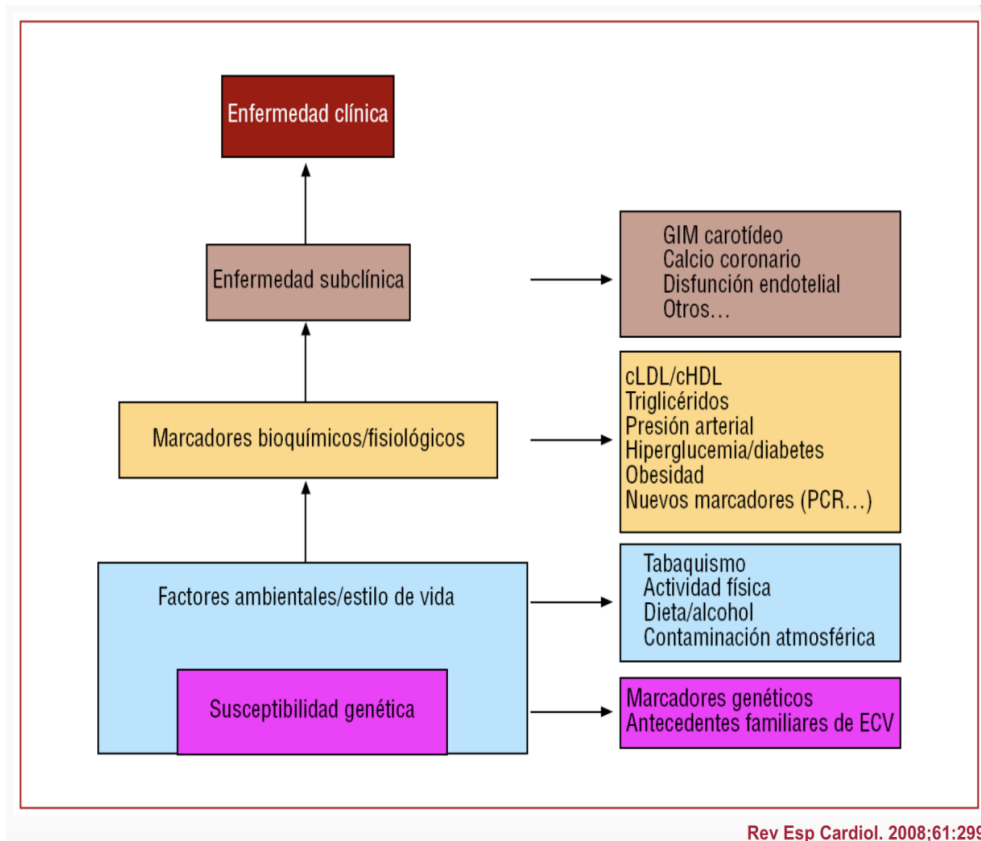 Enfermedad clínica
Enfermedad subclínica
GIM carotídeo
Calcio coronario
Disfunción endotelial
Otros…
Marcadores bioquímicos/fisiológicos
cLDL/cHDL
Triglicéridos
Presión arterial
Hiperglucemia/diabetes
Obesidad
Nuevos marcadores (PCR…)
Factores ambientales/estilo de vida
Tabaquismo
Actividad física
Dieta/alcohol
Contaminación atmosférica
Susceptibilidad genética
Marcadores genéticos
Antecedentes familiares de ECV
Rev Esp Cardiol. 2008;61:299